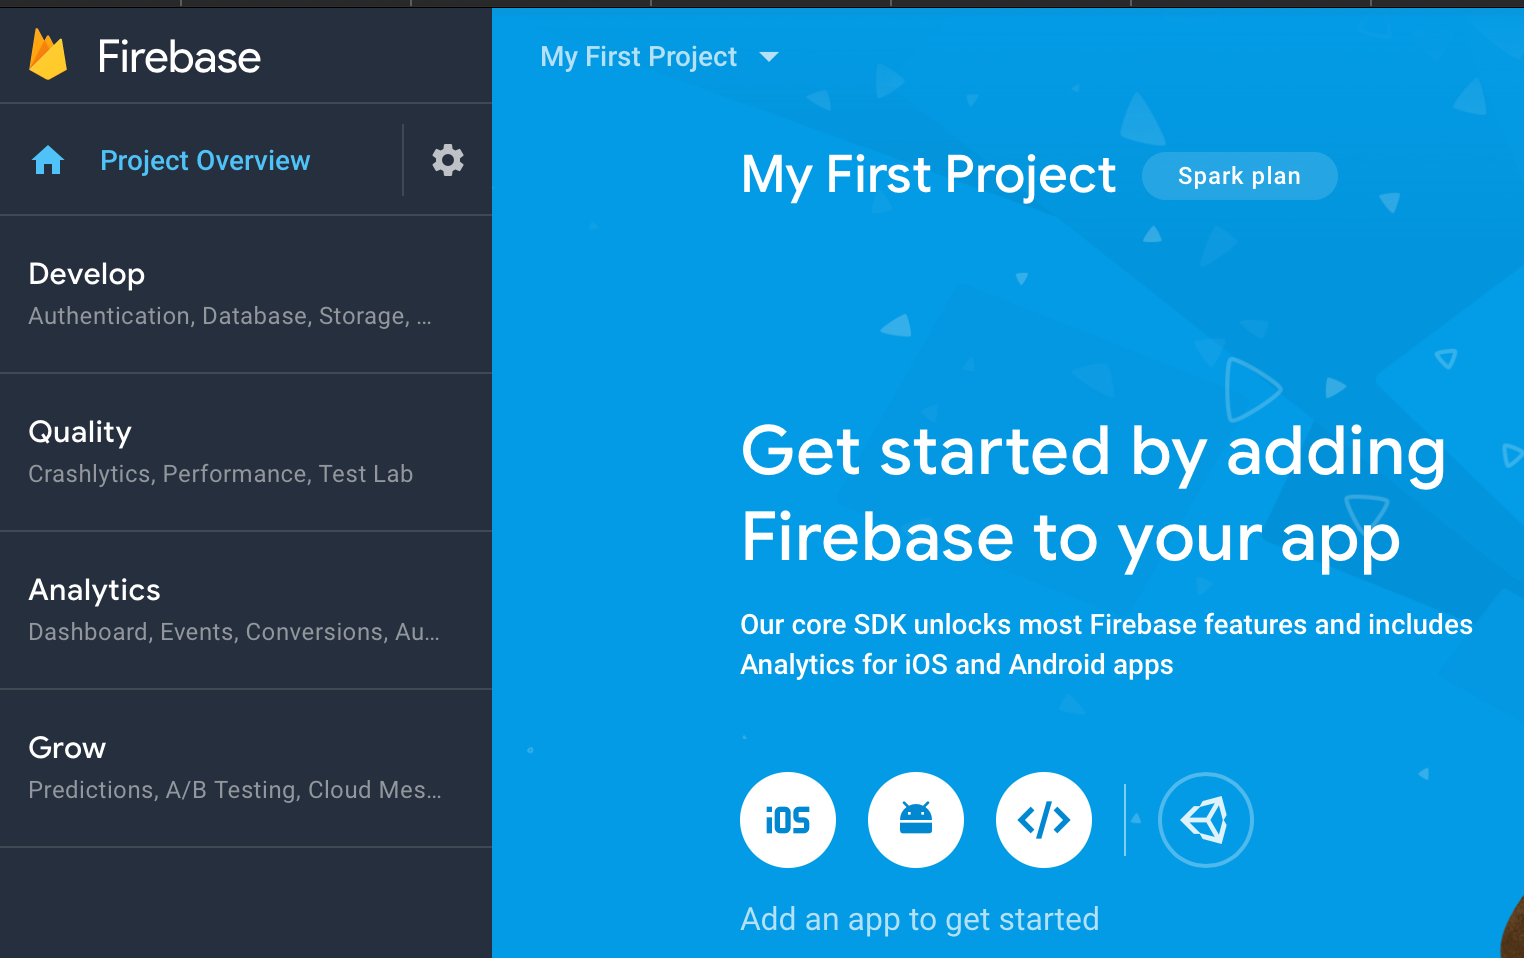 Firebase
Project Overview
Develop
Authentication, Database, Storage, ...
Quality
Crashlytics, Performance, Test Lab
Analytics
Dashboard, Events, Conversions, Au...
Grow
Predictions, A/B Testing, Cloud Mes...
My First Project
My First Project Spark plan
Get started by adding
Firebase to your app
Our core SDK unlocks most Firebase features and includes
Analytics for iOS and Android apps
iOS </>
Add an app to get started